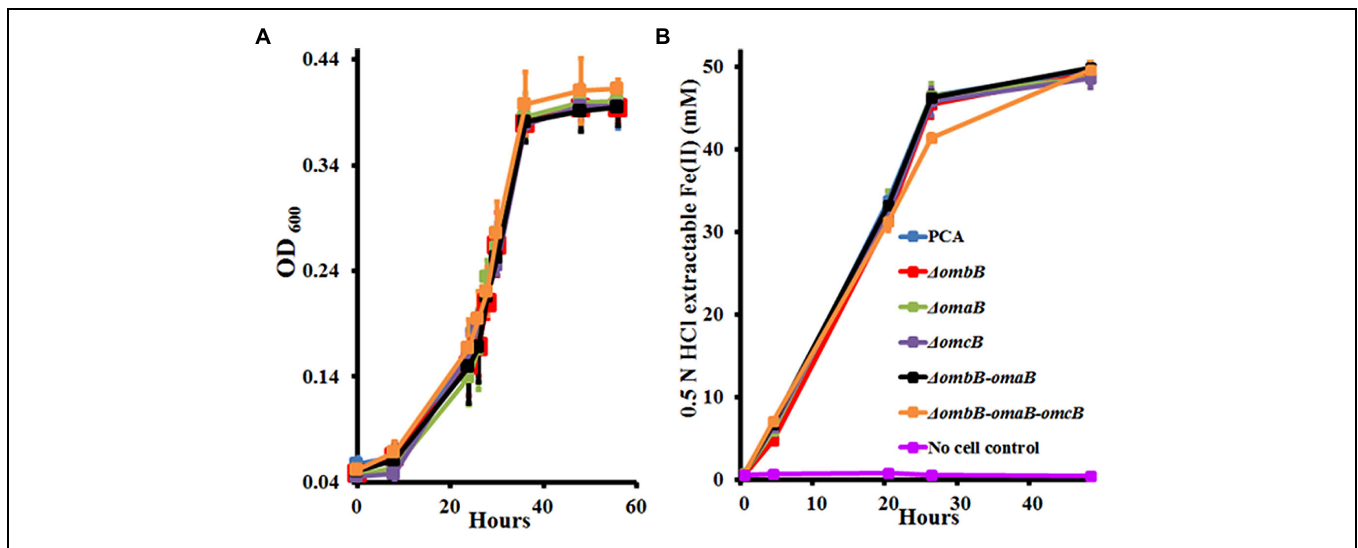 A
0.44
0.34
0.24
0.14
0.04
OD 600
0 20 40 60
Hours
B
50
40
30
20
10
0
0.5 N HCl extractable Fe(II) (mM)
0 10 20 30 40
Hours
PCA
ΔombB
ΔomaB
ΔomcB
ΔombB-omaB
ΔombB-omaB-omcB
No cell control